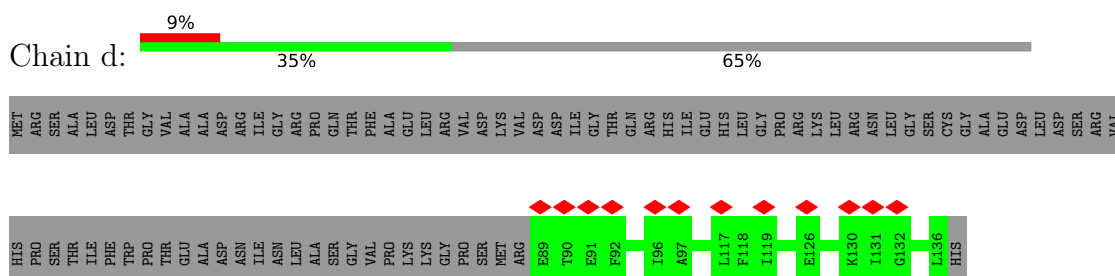 9%
Chain d:
35% 65%
MET ARG SER ALA LEU ASP THR GLY VAL ALA ALA ASP ARG ILE GLY ARG PRO GLN THR PHE ALA GLU LEU ARG VAL ASP LYS VAL ASP ASP ILE GLY THR GLN ARG HIS ILE GLU HIS LEU GLY PRO ARG LYS LEU ARG ASN LEU GLY SER CYS GLY ALA GLU ASP LEU ASP SER ARG VAL
HIS PRO SER THR ILE PHE TRP PRO THR GLU ALA ASP ASN ILE ASN LEU ALA SER GLY VAL PRO LYS LYS GLY PRO SER MET ARG E89 T90 E91 F92 I96 A97 L117 F118 I119 E126 K130 I131 G132 L136 HIS